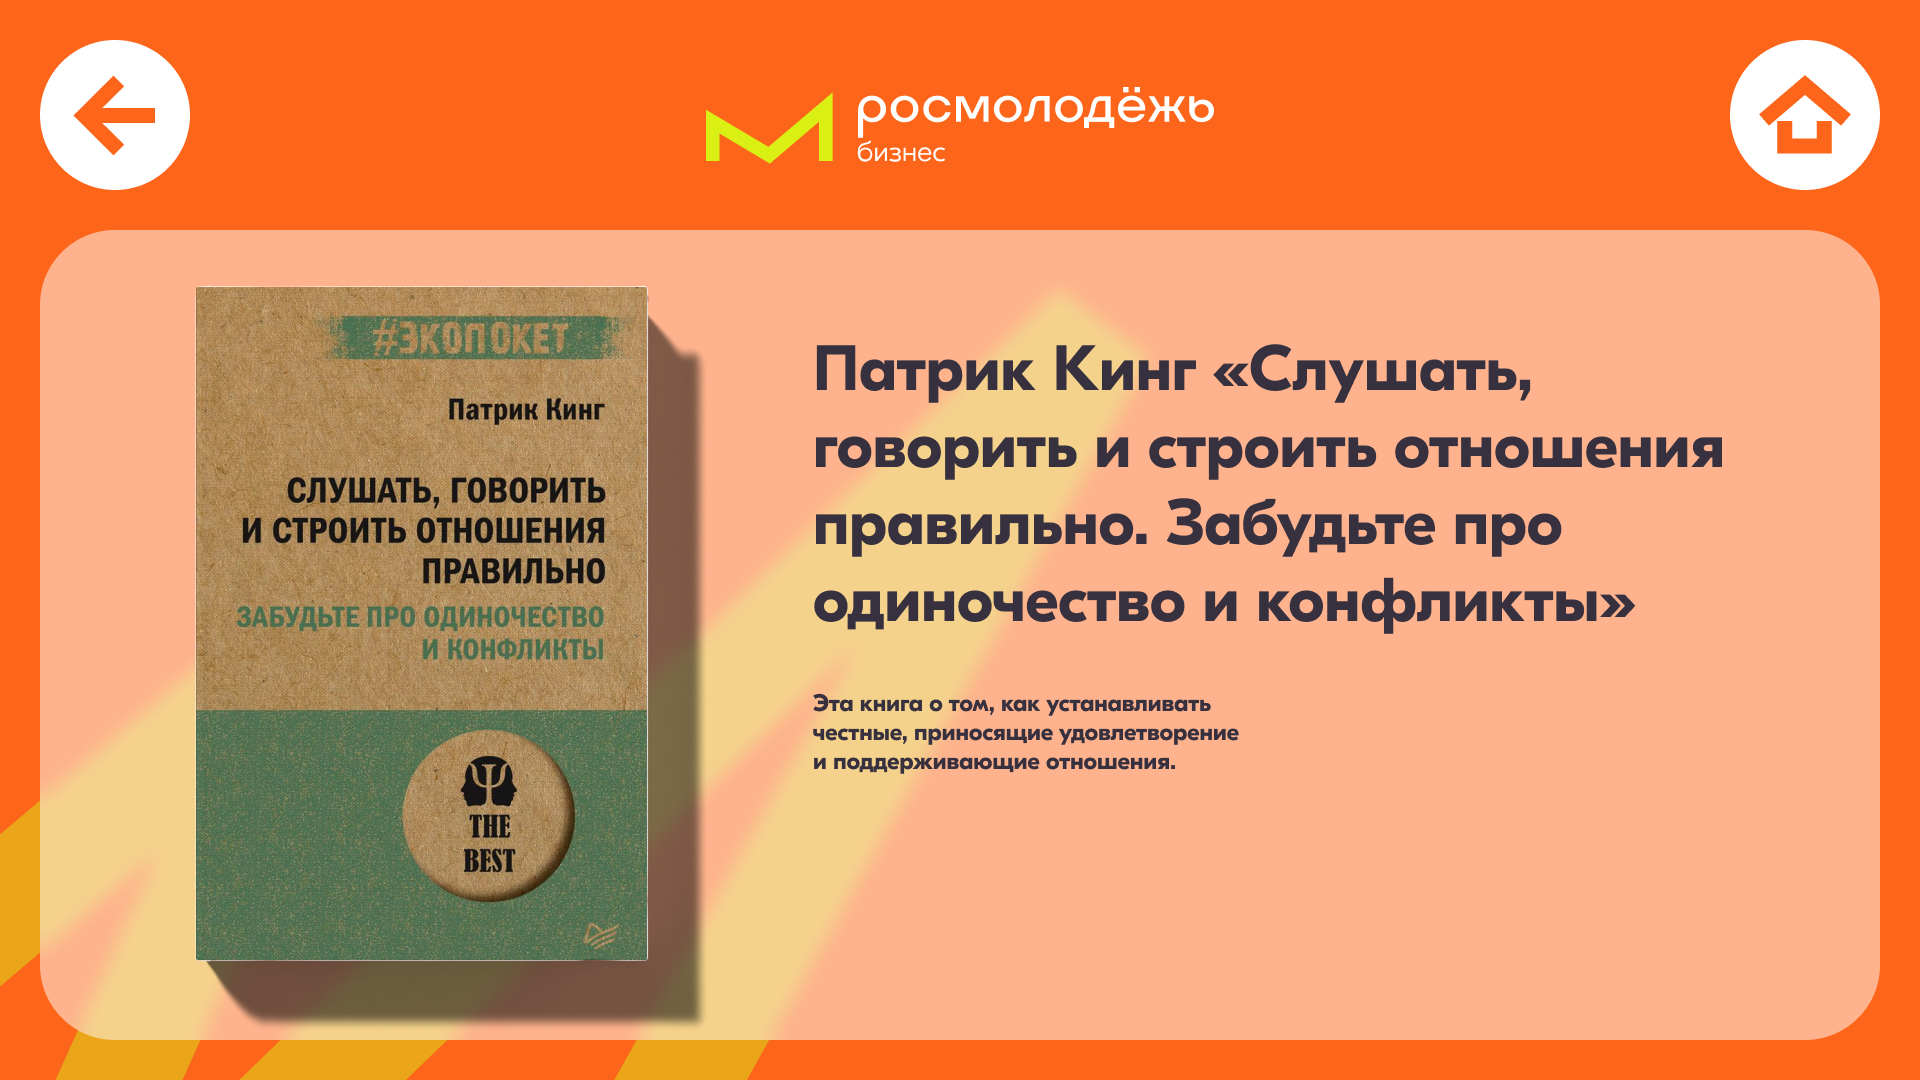 росмолодёжь
бизнес
#ЭКОПОКЕТ
Патрик Кинг
СЛУШАТЬ, ГОВОРИТЬ
И СТРОИТЬ ОТНОШЕНИЯ
ПРАВИЛЬНО
ЗАБУДЬТЕ ПРО ОДИНОЧЕСТВО
И КОНФЛИКТЫ
THE
BEST
Патрик Кинг «Слушать,
говорить и строить отношения
правильно. Забудьте про
одиночество и конфликты»
Эта книга о том, как устанавливать
честные, приносящие удовлетворение
и поддерживающие отношения.